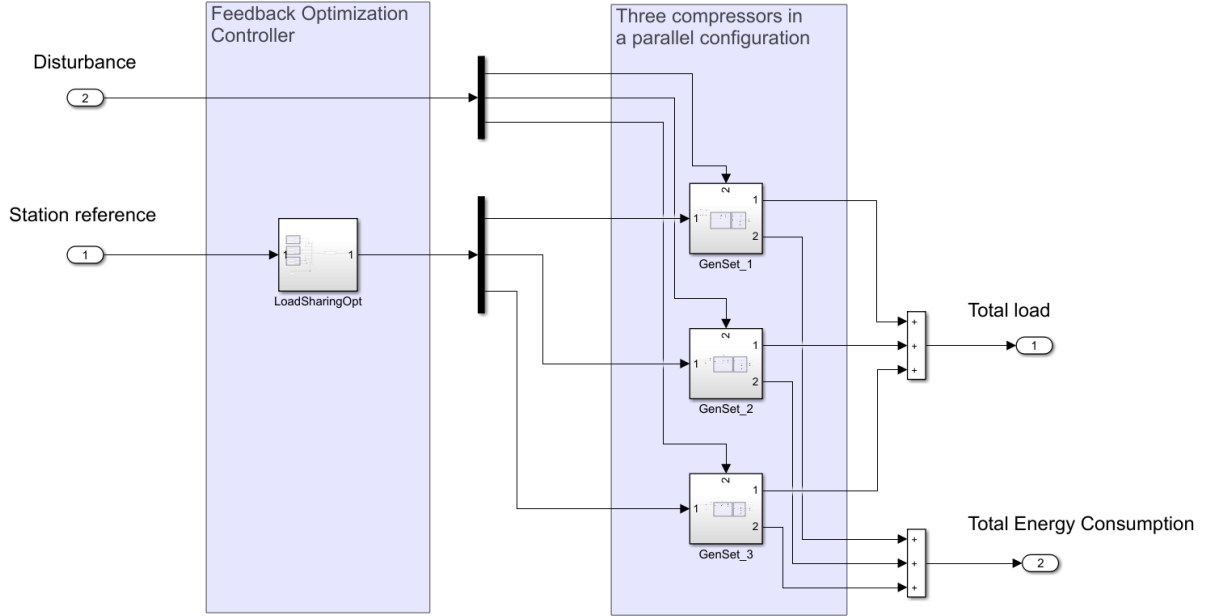 Feedback Optimization
Controller
Three compressors in
a parallel configuration
Disturbance
2
Station reference
1
1
1
LoadSharingOpt
2
1
1
2
GenSet_1
2
1
1
2
GenSet_2
2
1
1
2
GenSet_3
+
+
+
Total load
1
+
+
+
Total Energy Consumption
2